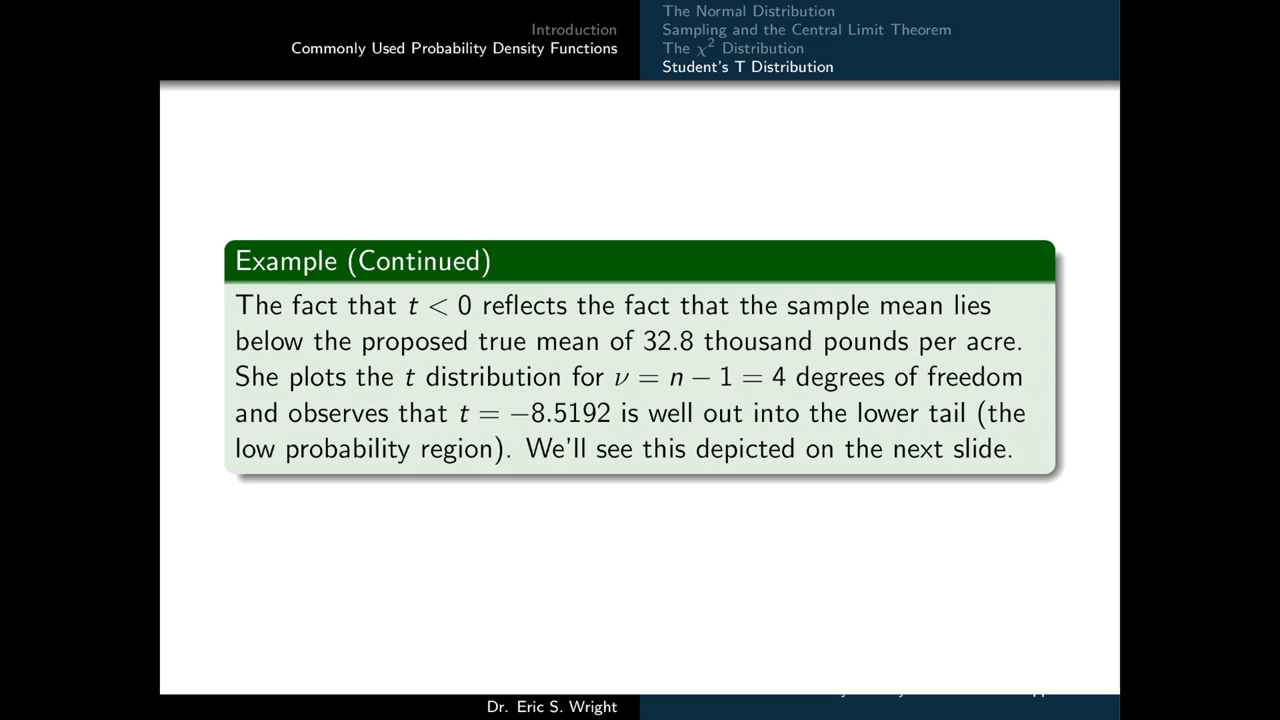 Introduction
Commonly Used Probability Density Functions
The Normal Distribution
Sampling and the Central Limit Theorem
The χ² Distribution
Student's T Distribution
Example (Continued)
The fact that t < 0 reflects the fact that the sample mean lies
below the proposed true mean of 32.8 thousand pounds per acre.
She plots the t distribution for ν = n − 1 = 4 degrees of freedom
and observes that t = −8.5192 is well out into the lower tail (the
low probability region). We'll see this depicted on the next slide.
Dr. Eric S. Wright